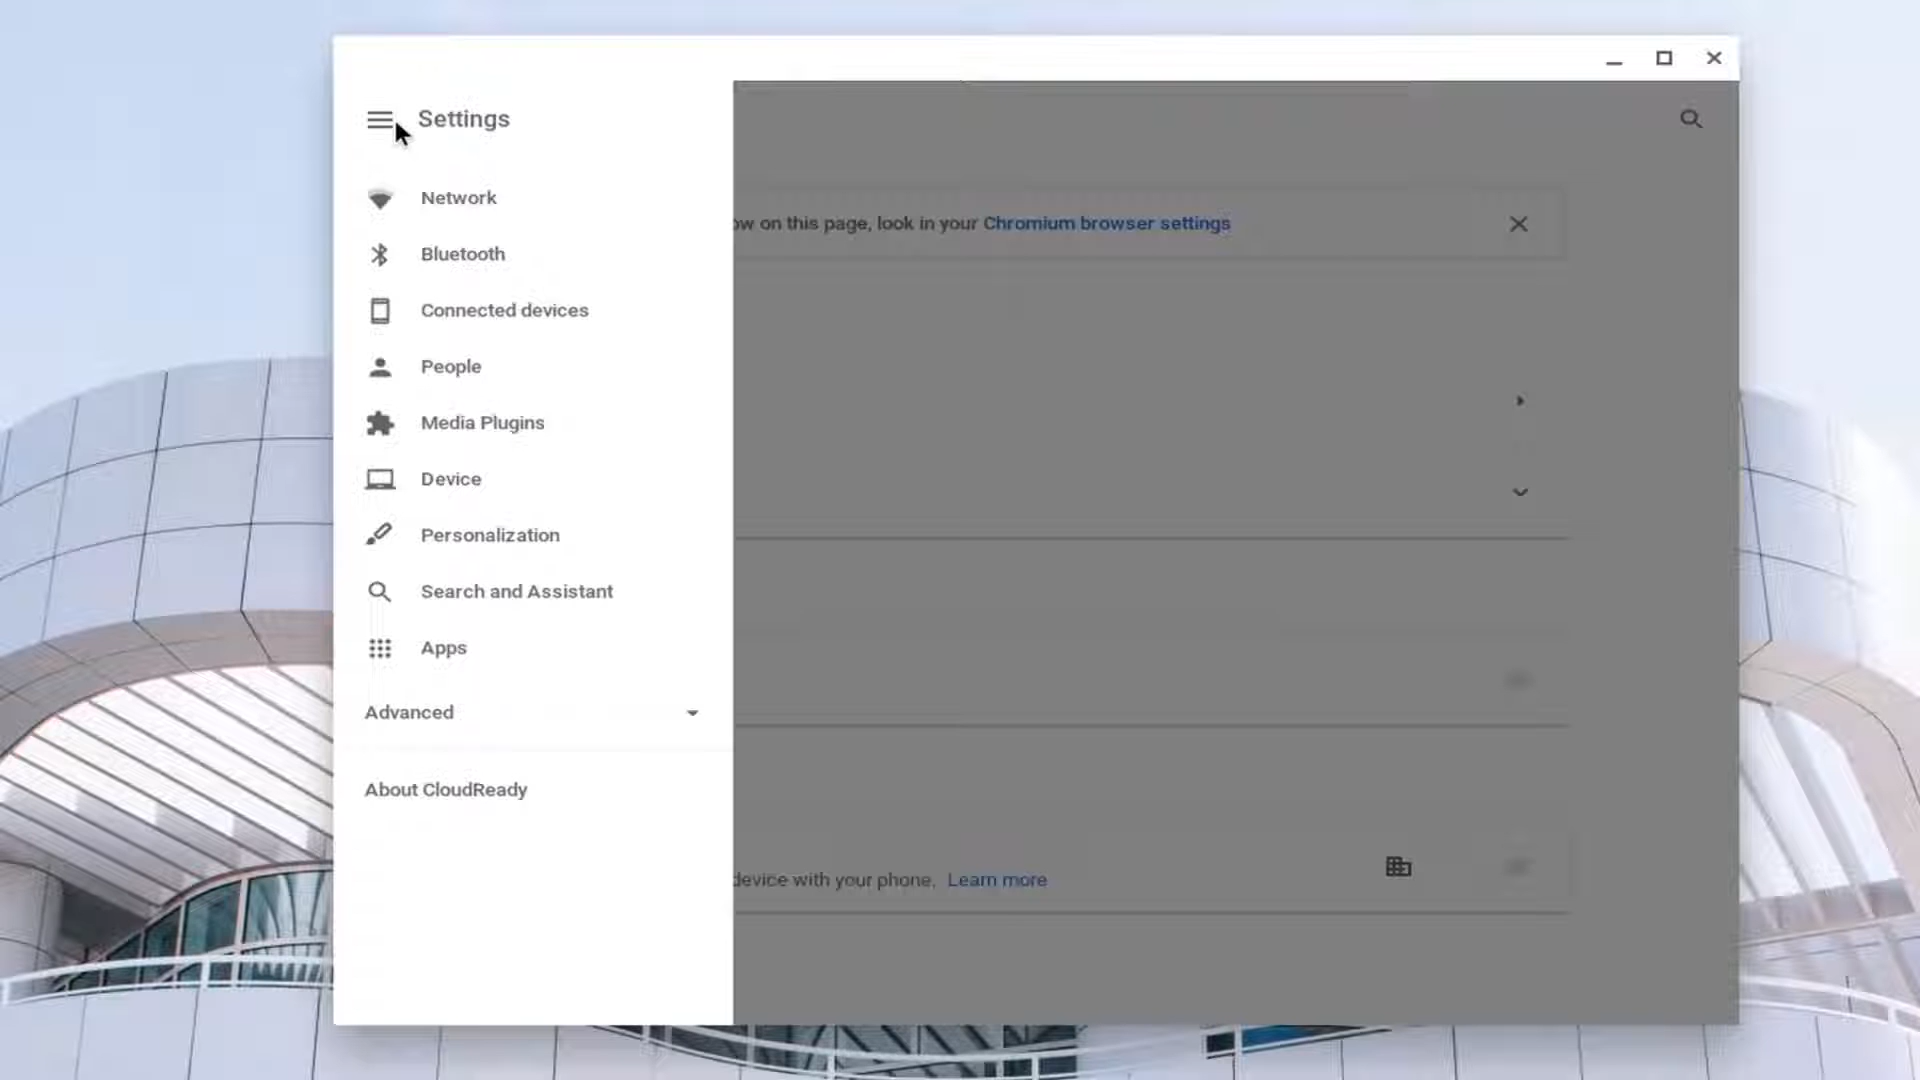 Settings
Network
ow on this page, look in your Chromium browser settings
Bluetooth
Connected devices
People
Media Plugins
Device
Personalization
Search and Assistant
Apps
Advanced
About CloudReady
device with your phone. Learn more